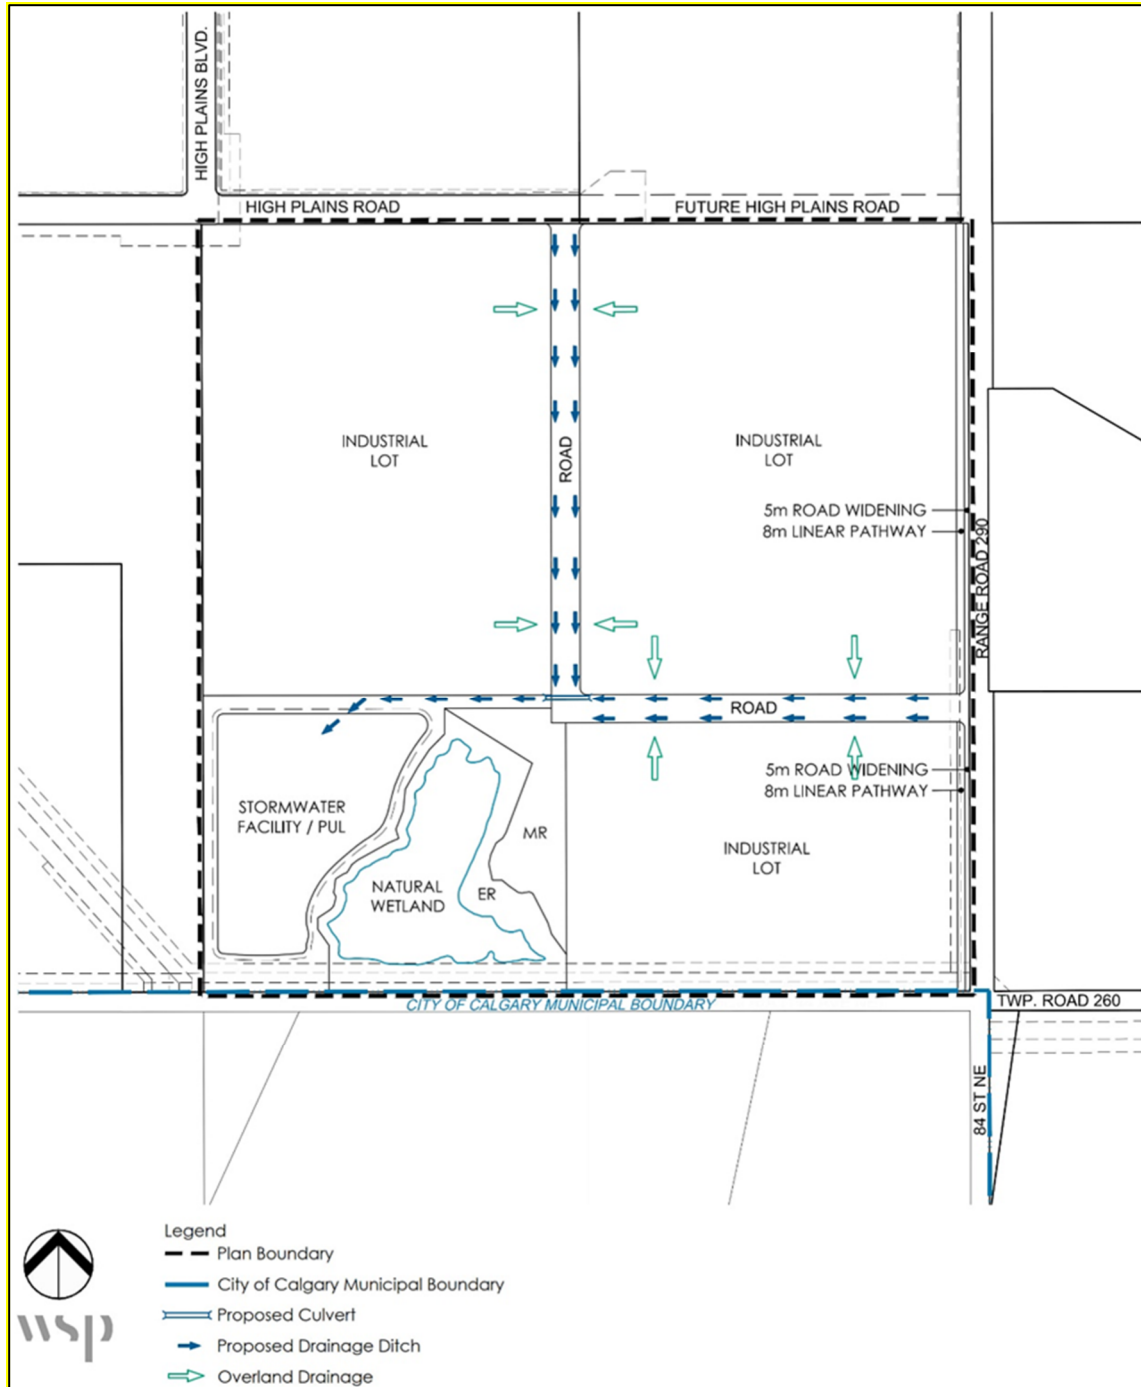 HIGH PLAINS BLVD.
HIGH PLAINS ROAD
FUTURE HIGH PLAINS ROAD
INDUSTRIAL
LOT
ROAD
INDUSTRIAL
LOT
5m ROAD WIDENING
8m LINEAR PATHWAY
RANGE ROAD 290
ROAD
5m ROAD WIDENING
8m LINEAR PATHWAY
STORMWATER
FACILITY / PUL
MR
INDUSTRIAL
LOT
NATURAL
WETLAND
ER
CITY OF CALGARY MUNICIPAL BOUNDARY
TWP. ROAD 260
84 ST NE
Legend
Plan Boundary
City of Calgary Municipal Boundary
Proposed Culvert
Proposed Drainage Ditch
Overland Drainage
wsp